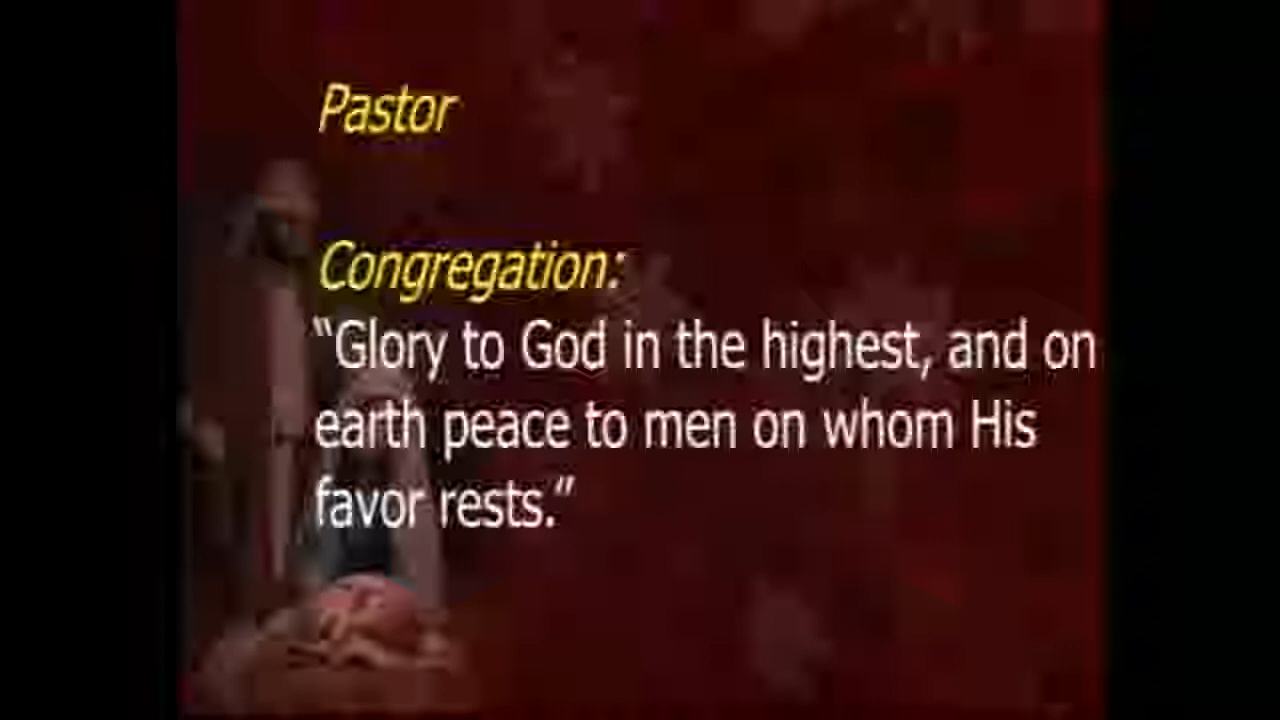 Pastor
Congregation:
“Glory to God in the highest, and on
earth peace to men on whom His
favor rests.”